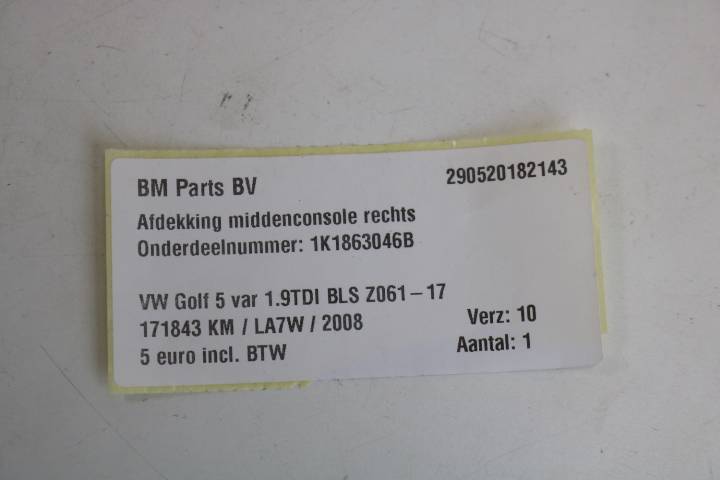 BM Parts BV
290520182143
Afdekking middenconsole rechts
Onderdeelnummer: 1K1863046B
VW Golf 5 var 1.9TDI BLS Z061-17
171843 KM / LA7W / 2008
Verz: 10
5 euro incl. BTW
Aantal: 1